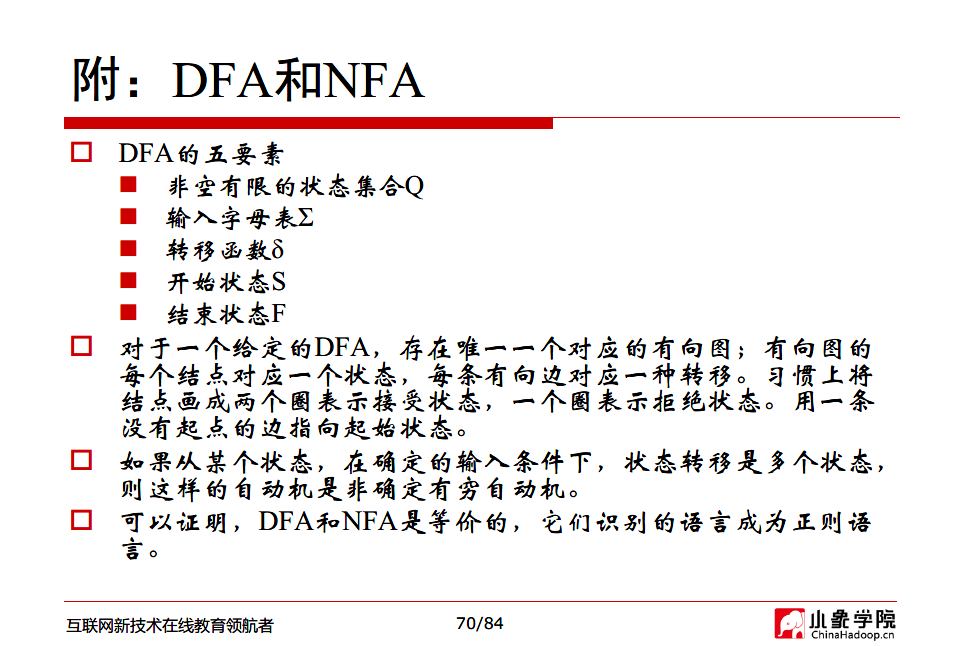 附：DFA和NFA
DFA的五要素
非空有限的状态集合Q
输入字母表Σ
转移函数δ
开始状态S
结束状态F
对于一个给定的DFA，存在唯一一个对应的有向图；有向图的
每个结点对应一个状态，每条有向边对应一种转移。习惯上将
结点画成两个圈表示接受状态，一个圈表示拒绝状态。用一条
没有起点的边指向起始状态。
如果从某个状态，在确定的输入条件下，状态转移是多个状态，
则这样的自动机是非确定有穷自动机。
可以证明，DFA和NFA是等价的，它们识别的语言成为正则语
言。
互联网新技术在线教育领航者
70/84
小象学院
ChinaHadoop.cn